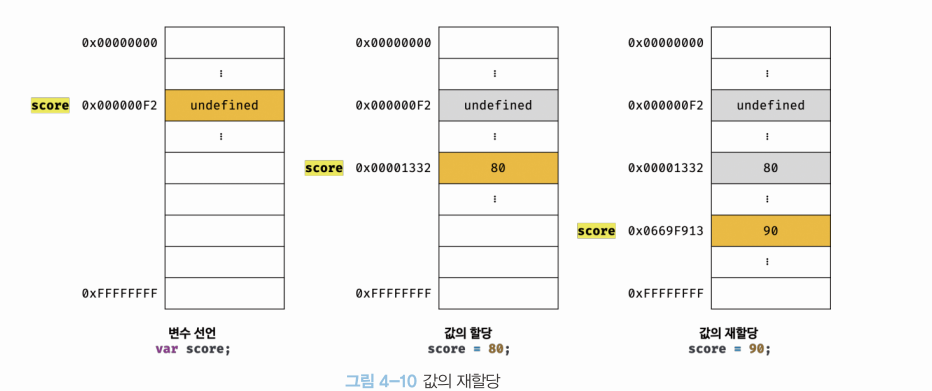 0x00000000
⋮
score 0x000000F2 undefined
⋮
0xFFFFFFFF
변수 선언
var score;
0x00000000
⋮
0x000000F2 undefined
⋮
score 0x00001332 80
⋮
0xFFFFFFFF
값의 할당
score = 80;
0x00000000
⋮
0x000000F2 undefined
⋮
0x00001332 80
⋮
score 0x0669F913 90
⋮
0xFFFFFFFF
값의 재할당
score = 90;
그림 4-10 값의 재할당